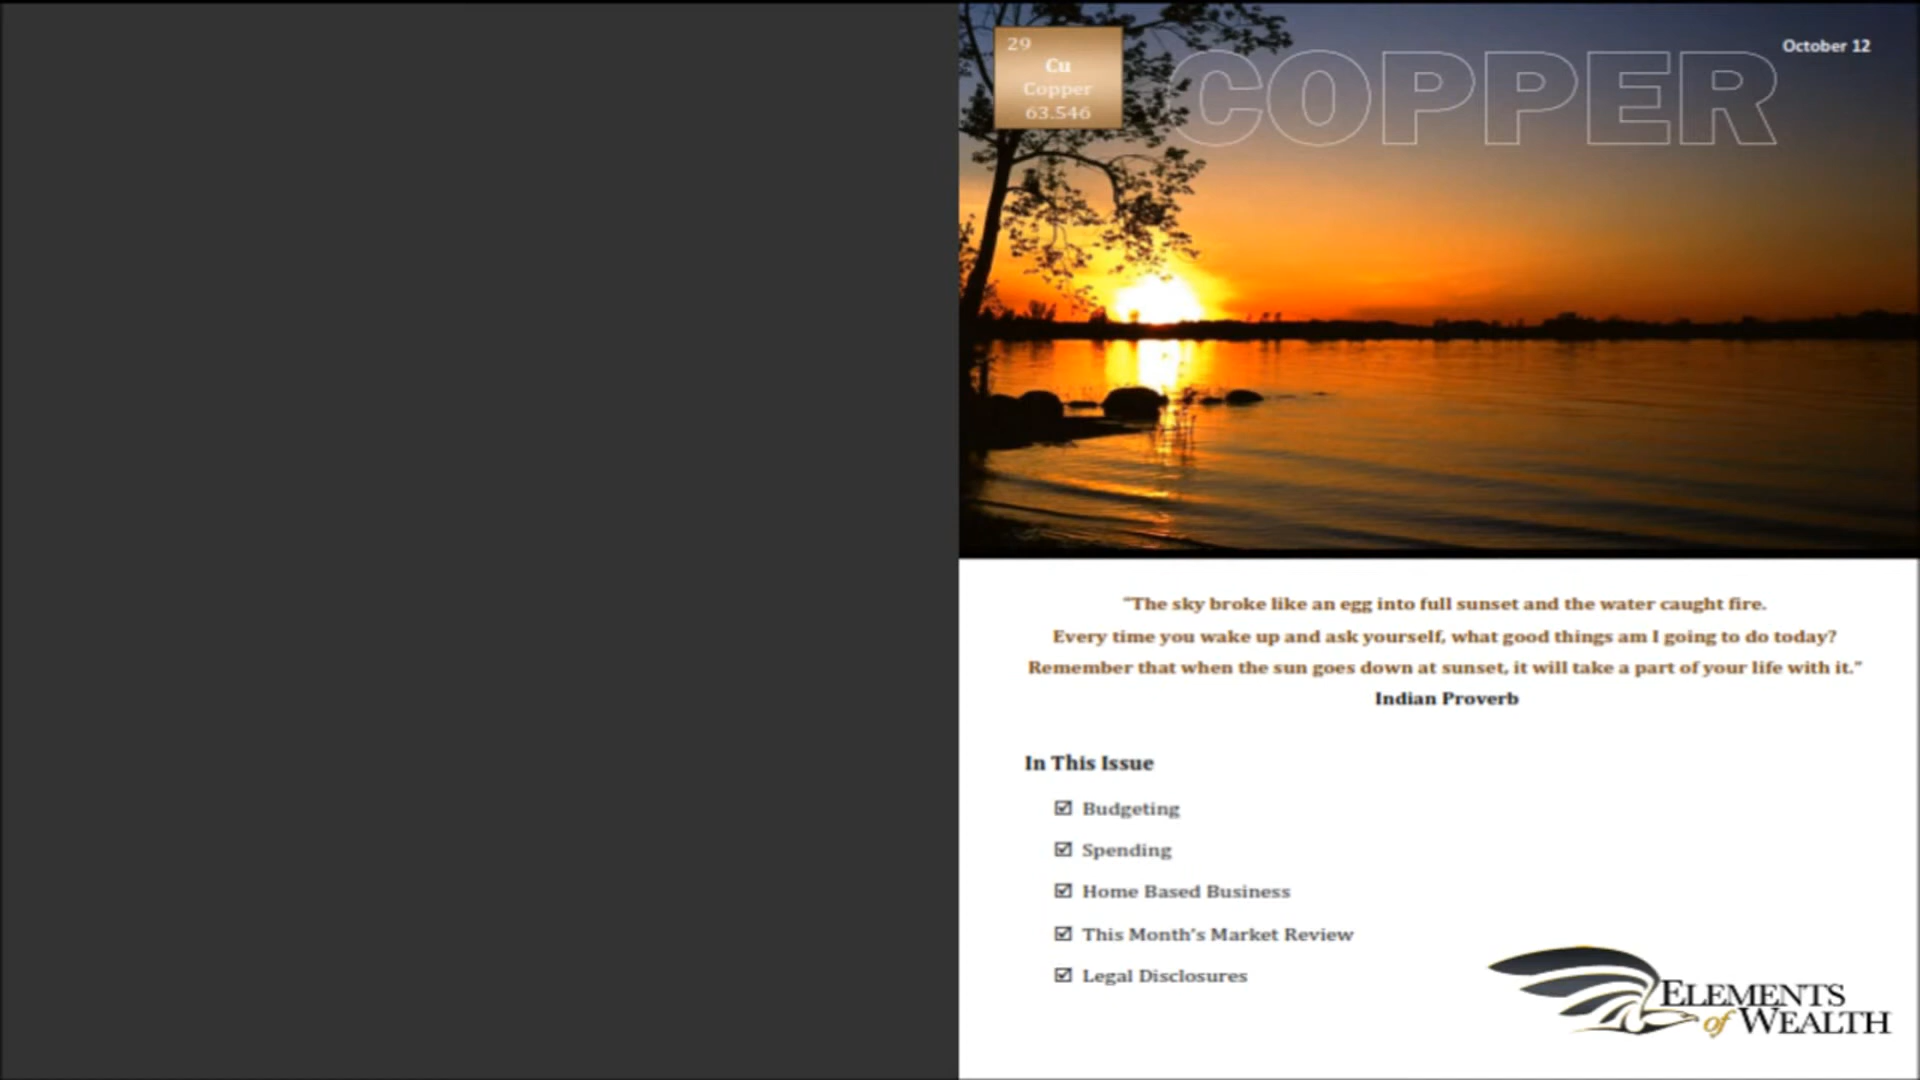 29
Cu
Copper
63.546
COPPER
October 12
"The sky broke like an egg into full sunset and the water caught fire.
Every time you wake up and ask yourself, what good things am I going to do today?
Remember that when the sun goes down at sunset, it will take a part of your life with it."
Indian Proverb
In This Issue
☑ Budgeting
☑ Spending
☑ Home Based Business
☑ This Month's Market Review
☑ Legal Disclosures
ELEMENTS
of WEALTH